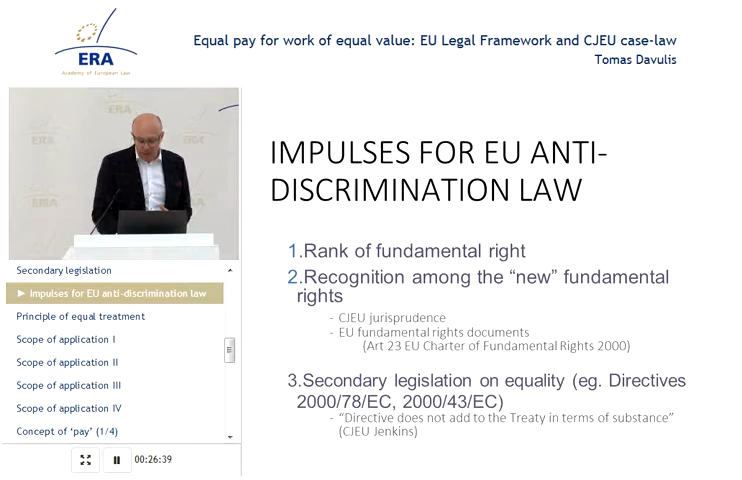 ERA
Academy of European Law
Equal pay for work of equal value: EU Legal Framework and CJEU case-law
Tomas Davulis
ERA
ERA
ERA
ERA
Secondary legislation
► Impulses for EU anti-discrimination law
Principle of equal treatment
Scope of application I
Scope of application II
Scope of application III
Scope of application IV
Concept of ‘pay’ (1/4)
00:26:39
IMPULSES FOR EU ANTI-
DISCRIMINATION LAW
1.Rank of fundamental right
2.Recognition among the “new” fundamental
rights
- CJEU jurisprudence
- EU fundamental rights documents
(Art 23 EU Charter of Fundamental Rights 2000)
3.Secondary legislation on equality (eg. Directives
2000/78/EC, 2000/43/EC)
- “Directive does not add to the Treaty in terms of substance”
(CJEU Jenkins)